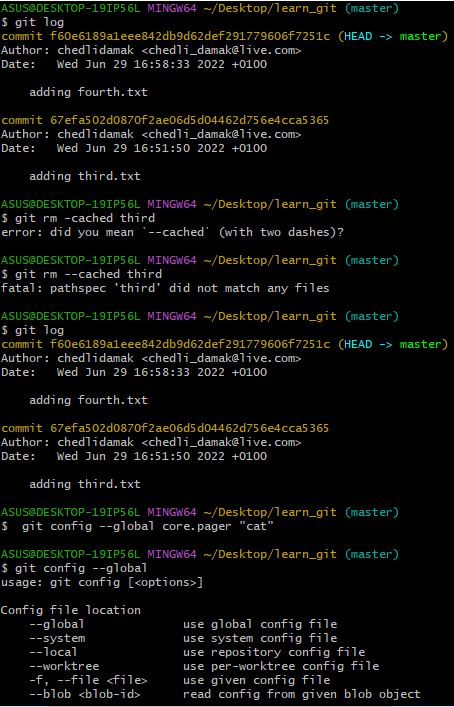 ASUS@DESKTOP-19IP56L MINGW64 ~/Desktop/learn_git (master)
$ git log
commit f60e6189a1eee842db9d62def291779606f7251c (HEAD -> master)
Author: chedlidamak <chedli_damak@live.com>
Date:   Wed Jun 29 16:58:33 2022 +0100

    adding fourth.txt

commit 67efa502d0870f2ae06d5d04462d756e4cca5365
Author: chedlidamak <chedli_damak@live.com>
Date:   Wed Jun 29 16:51:50 2022 +0100

    adding third.txt

ASUS@DESKTOP-19IP56L MINGW64 ~/Desktop/learn_git (master)
$ git rm -cached third
error: did you mean `--cached` (with two dashes)?

ASUS@DESKTOP-19IP56L MINGW64 ~/Desktop/learn_git (master)
$ git rm --cached third
fatal: pathspec 'third' did not match any files

ASUS@DESKTOP-19IP56L MINGW64 ~/Desktop/learn_git (master)
$ git log
commit f60e6189a1eee842db9d62def291779606f7251c (HEAD -> master)
Author: chedlidamak <chedli_damak@live.com>
Date:   Wed Jun 29 16:58:33 2022 +0100

    adding fourth.txt

commit 67efa502d0870f2ae06d5d04462d756e4cca5365
Author: chedlidamak <chedli_damak@live.com>
Date:   Wed Jun 29 16:51:50 2022 +0100

    adding third.txt

ASUS@DESKTOP-19IP56L MINGW64 ~/Desktop/learn_git (master)
$  git config --global core.pager "cat"

ASUS@DESKTOP-19IP56L MINGW64 ~/Desktop/learn_git (master)
$ git config --global
usage: git config [<options>]

Config file location
    --global              use global config file
    --system              use system config file
    --local               use repository config file
    --worktree            use per-worktree config file
    -f, --file <file>     use given config file
    --blob <blob-id>      read config from given blob object